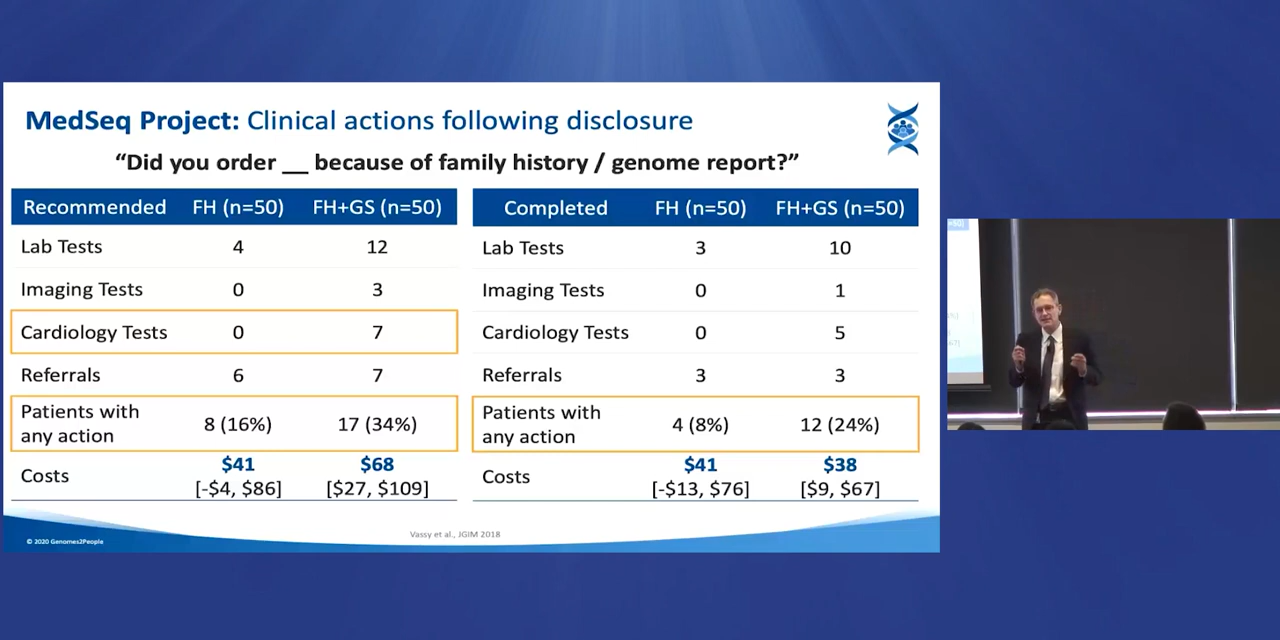 MedSeq Project: Clinical actions following disclosure
“Did you order __ because of family history / genome report?”
Recommended FH (n=50) FH+GS (n=50)
Lab Tests 4 12
Imaging Tests 0 3
Cardiology Tests 0 7
Referrals 6 7
Patients with any action 8 (16%) 17 (34%)
Costs $41 [-$4, $86] $68 [$27, $109]
Completed FH (n=50) FH+GS (n=50)
Lab Tests 3 10
Imaging Tests 0 1
Cardiology Tests 0 5
Referrals 3 3
Patients with any action 4 (8%) 12 (24%)
Costs $41 [-$13, $76] $38 [$9, $67]
© 2020 Genomes2People
Vassy et al., JGIM 2018